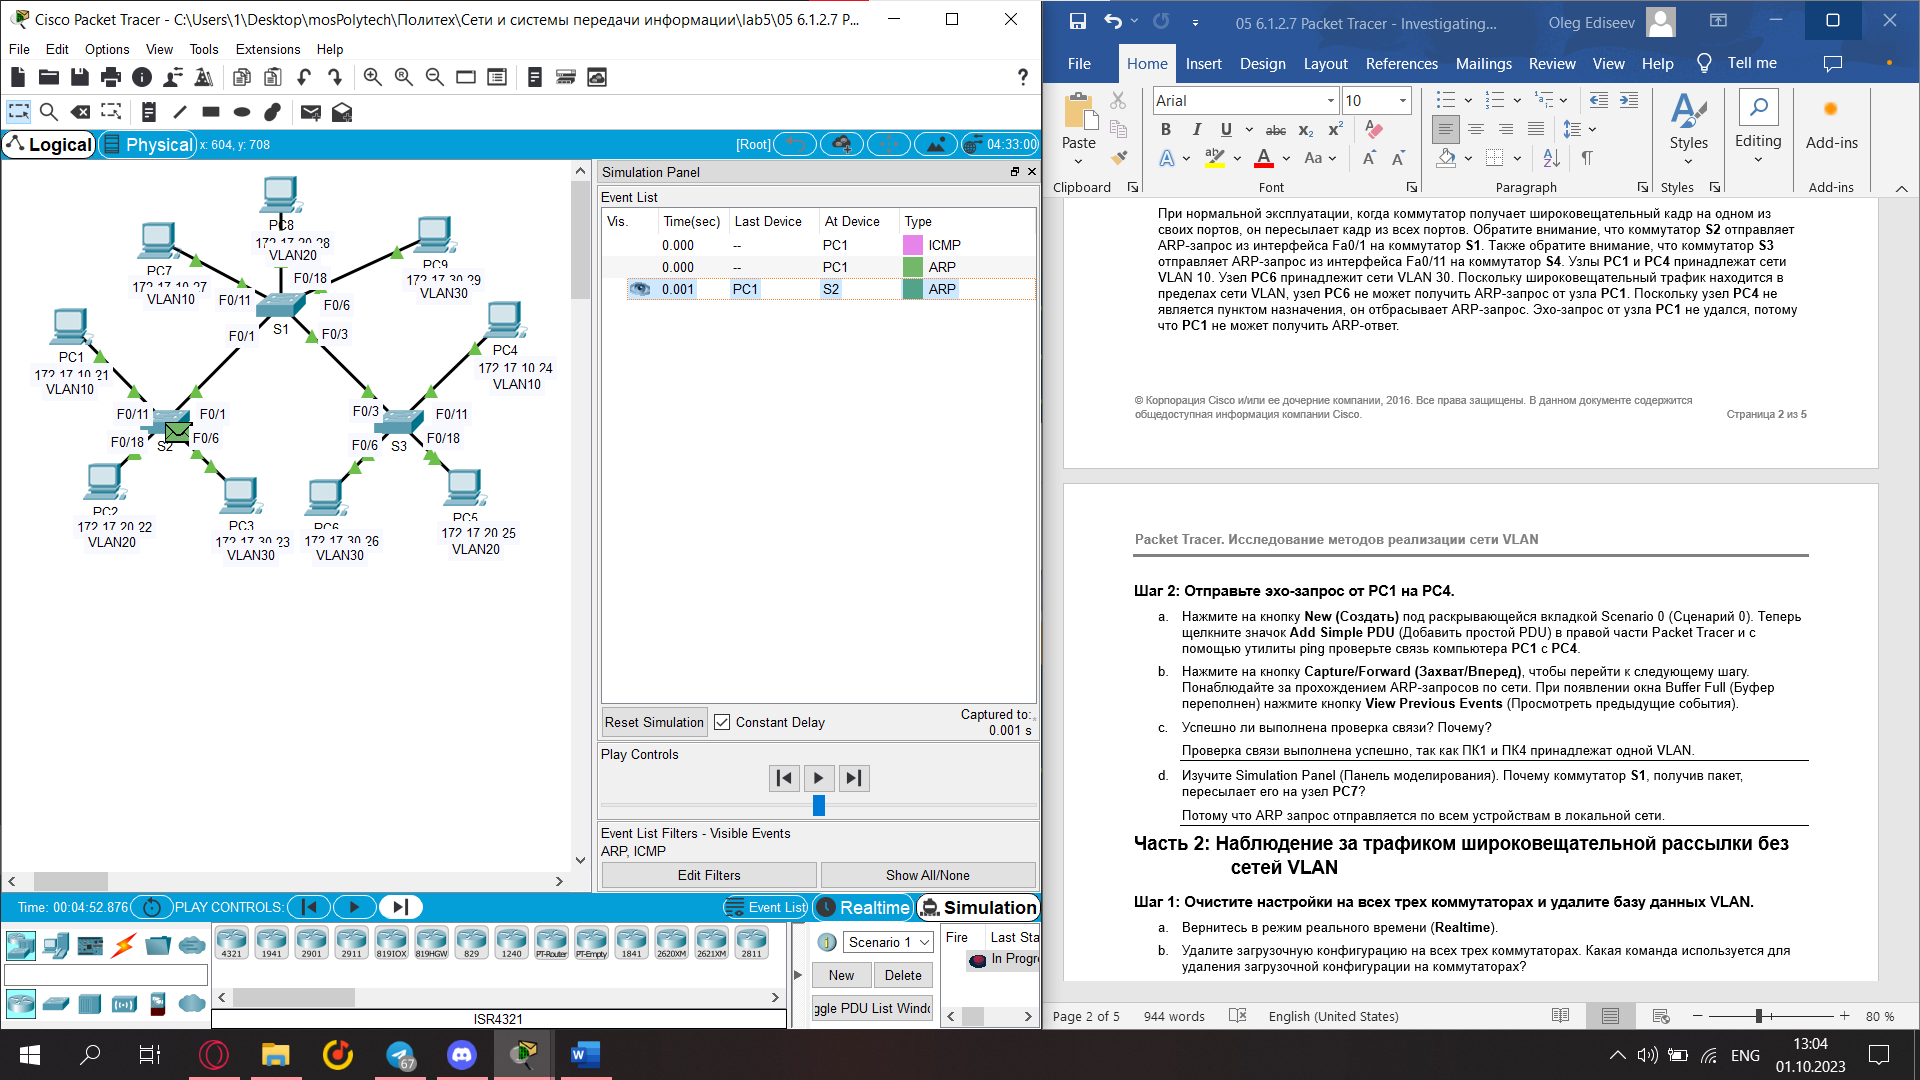 Cisco Packet Tracer - C:\Users\1\Desktop\mosPolytech\Политех\Сети и системы передачи информации\lab5\05 6.1.2.7 P...
File Edit Options View Tools Extensions Help
?
Logical Physical x: 604, y: 708 [Root] 04:33:00
PC8
172.17.20.28
VLAN20
PC7
172.17.10.27
VLAN10
PC9
172.17.30.29
VLAN30
F0/18
F0/11
F0/6
S1
F0/1
F0/3
PC1
172.17.10.21
VLAN10
PC4
172.17.10.24
VLAN10
F0/11
F0/1
F0/18
F0/6
S2
F0/3
F0/11
F0/6
F0/18
S3
PC2
172.17.20.22
VLAN20
PC3
172.17.30.23
VLAN30
PC6
172.17.30.26
VLAN30
PC5
172.17.20.25
VLAN20
Simulation Panel
Event List
Vis. Time(sec) Last Device At Device Type
0.000 -- PC1 ICMP
0.000 -- PC1 ARP
0.001 PC1 S2 ARP
Reset Simulation Constant Delay Captured to:
0.001 s
Play Controls
Event List Filters - Visible Events
ARP, ICMP
Edit Filters Show All/None
Time: 00:04:52.876 PLAY CONTROLS: Event List Realtime Simulation
4321 1941 2901 2911 819IOX 819HGW 829 1240 PT-Router PT-Empty 1841 2620XM 2621XM 2811
ISR4321
Scenario 1
New Delete
ggle PDU List Windo
Fire Last Sta
In Progre
05 6.1.2.7 Packet Tracer - Investigating... Oleg Ediseev
File Home Insert Design Layout References Mailings Review View Help Tell me
Arial 10
Paste
Styles
Editing
Add-ins
Clipboard Font Paragraph Styles Add-ins
При нормальной эксплуатации, когда коммутатор получает широковещательный кадр на одном из
своих портов, он пересылает кадр из всех портов. Обратите внимание, что коммутатор S2 отправляет
ARP-запрос из интерфейса Fa0/1 на коммутатор S1. Также обратите внимание, что коммутатор S3
отправляет ARP-запрос из интерфейса Fa0/11 на коммутатор S4. Узлы PC1 и PC4 принадлежат сети
VLAN 10. Узел PC6 принадлежит сети VLAN 30. Поскольку широковещательный трафик находится в
пределах сети VLAN, узел PC6 не может получить ARP-запрос от узла PC1. Поскольку узел PC4 не
является пунктом назначения, он отбрасывает ARP-запрос. Эхо-запрос от узла PC1 не удался, потому
что PC1 не может получить ARP-ответ.
© Корпорация Cisco и/или ее дочерние компании, 2016. Все права защищены. В данном документе содержится
общедоступная информация компании Cisco. Страница 2 из 5
Packet Tracer. Исследование методов реализации сети VLAN
Шаг 2: Отправьте эхо-запрос от PC1 на PC4.
a. Нажмите на кнопку New (Создать) под раскрывающейся вкладкой Scenario 0 (Сценарий 0). Теперь
щелкните значок Add Simple PDU (Добавить простой PDU) в правой части Packet Tracer и с
помощью утилиты ping проверьте связь компьютера PC1 с PC4.
b. Нажмите на кнопку Capture/Forward (Захват/Вперед), чтобы перейти к следующему шагу.
Понаблюдайте за прохождением ARP-запросов по сети. При появлении окна Buffer Full (Буфер
переполнен) нажмите кнопку View Previous Events (Просмотреть предыдущие события).
c. Успешно ли выполнена проверка связи? Почему?
Проверка связи выполнена успешно, так как ПК1 и ПК4 принадлежат одной VLAN.
d. Изучите Simulation Panel (Панель моделирования). Почему коммутатор S1, получив пакет,
пересылает его на узел PC7?
Потому что ARP запрос отправляется по всем устройствам в локальной сети.
Часть 2: Наблюдение за трафиком широковещательной рассылки без
сетей VLAN
Шаг 1: Очистите настройки на всех трех коммутаторах и удалите базу данных VLAN.
a. Вернитесь в режим реального времени (Realtime).
b. Удалите загрузочную конфигурацию на всех трех коммутаторах. Какая команда используется для
удаления загрузочной конфигурации на коммутаторах?
Page 2 of 5 944 words English (United States) 80 %
67
ENG
13:04
01.10.2023